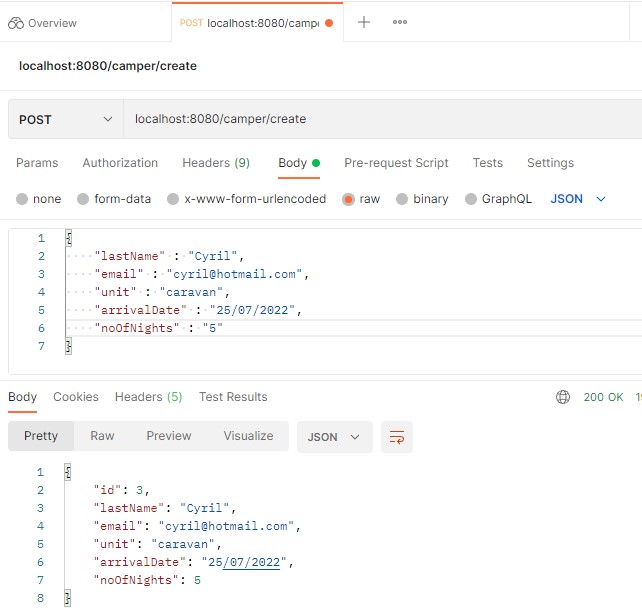 Overview
POST localhost:8080/camp
localhost:8080/camper/create
POST localhost:8080/camper/create
Params Authorization Headers (9) Body Pre-request Script Tests Settings
none form-data x-www-form-urlencoded raw binary GraphQL JSON
1 {
2 "lastName" : "Cyril",
3 "email" : "cyril@hotmail.com",
4 "unit" : "caravan",
5 "arrivalDate" : "25/07/2022",
6 "noOfNights" : "5"
7 }
Body Cookies Headers (5) Test Results 200 OK
Pretty Raw Preview Visualize JSON
1 {
2 "id": 3,
3 "lastName": "Cyril",
4 "email": "cyril@hotmail.com",
5 "unit": "caravan",
6 "arrivalDate": "25/07/2022",
7 "noOfNights": 5
8 }